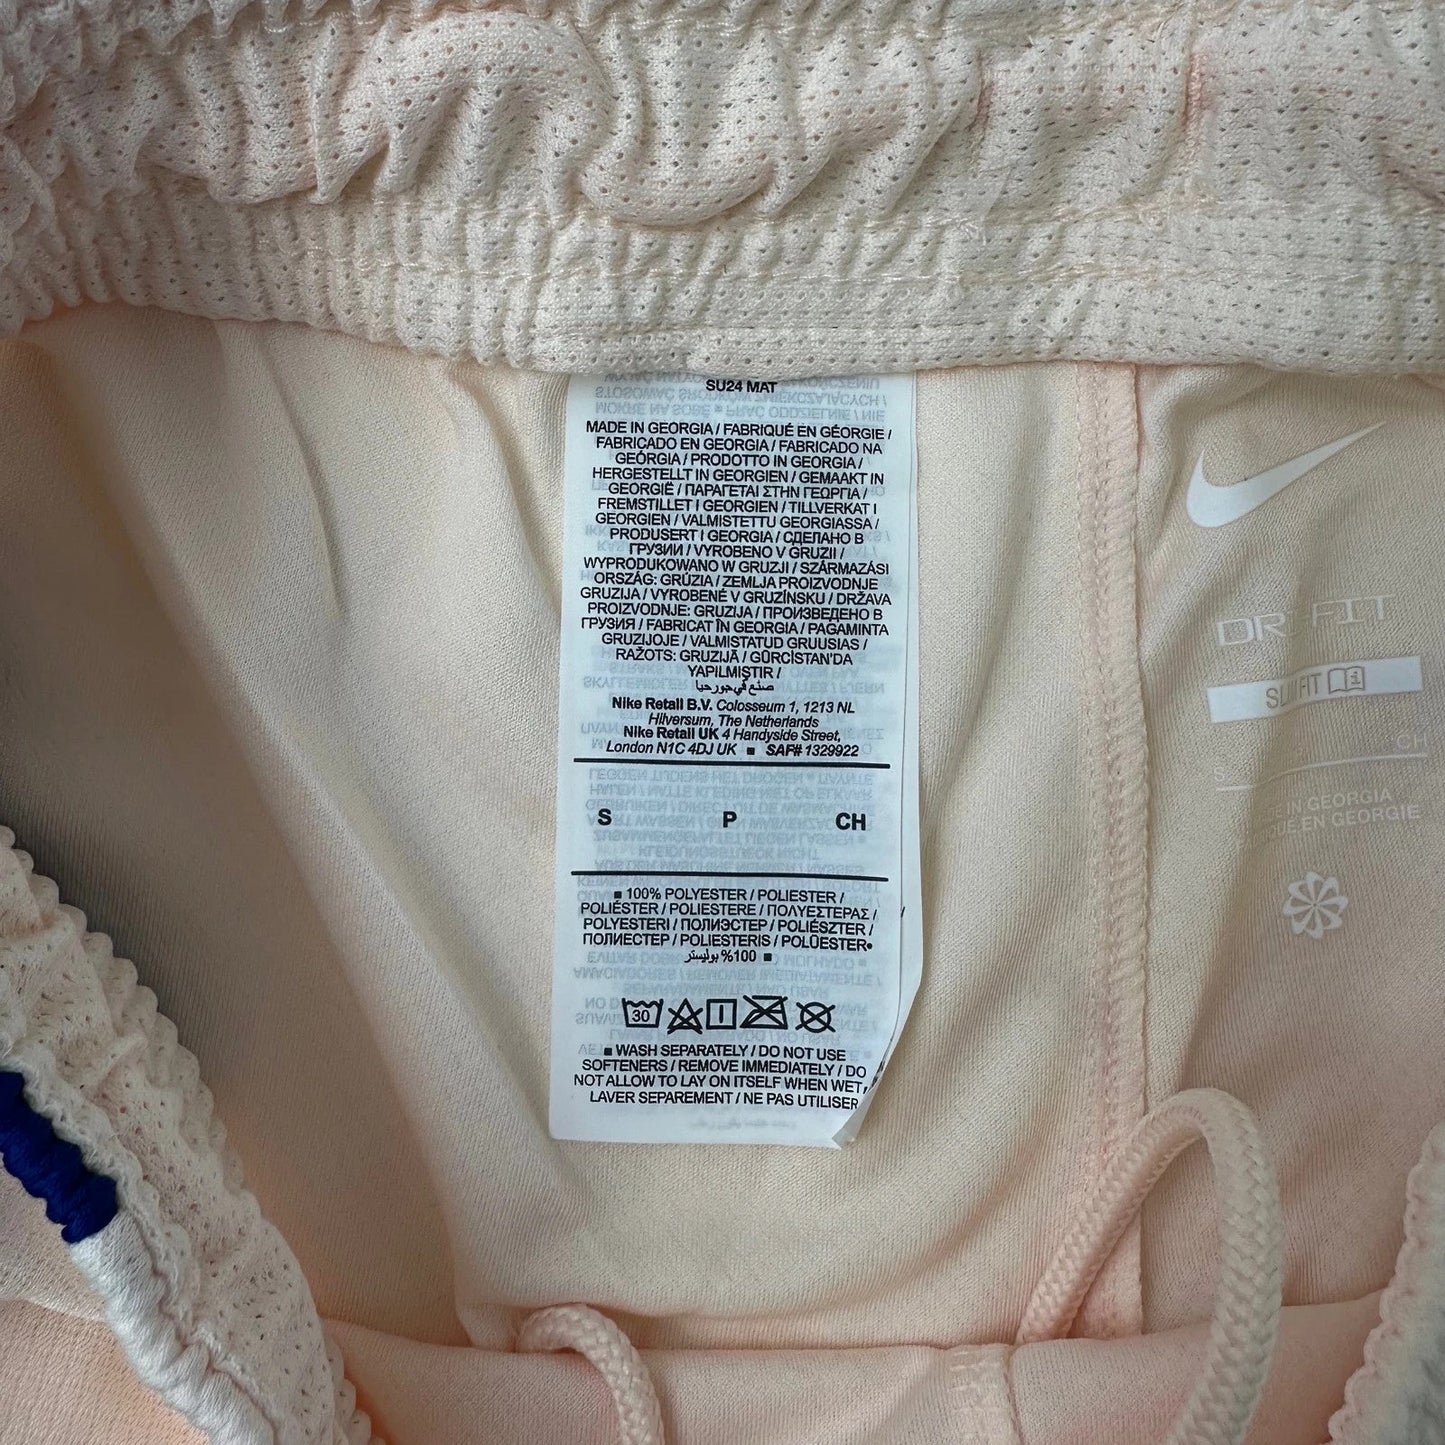 SU24 MAT
MADE IN GEORGIA / FABRIQUÉ EN GÉORGIE /
FABRICADO EN GEORGIA / FABRICADO NA
GEÓRGIA / PRODOTTO IN GEORGIA /
HERGESTELLT IN GEORGIEN / GEMAAKT IN
GEORGIË / ΠΑΡΑΓΕΤΑΙ ΣΤΗΝ ΓΕΩΡΓΙΑ /
FREMSTILLET I GEORGIEN / TILLVERKAT I
GEORGIEN / VALMISTETTU GEORGIASSA /
PRODUSERT I GEORGIA / СДЕЛАНО В
ГРУЗИИ / VYROBENO V GRUZII /
WYPRODUKOWANO W GRUZJI / SZÁRMAZÁSI
ORSZÁG: GRÚZIA / ZEMLJA PROIZVODNJE
GRUZIJA / VYROBENÉ V GRUZÍNSKU / DRŽAVA
PROIZVODNJE: GRUZIJA / ПРОИЗВЕДЕНО В
ГРУЗИЯ / FABRICAT ÎN GEORGIA / PAGAMINTA
GRUZIJOJE / VALMISTATUD GRUUSIAS /
RAŽOTS: GRUZIJĀ / GÜRCİSTAN'DA
YAPILMIŞTIR /
صنع في جورجيا
Nike Retail B.V. Colosseum 1, 1213 NL
Hilversum, The Netherlands
Nike Retail UK 4 Handyside Street,
London N1C 4DJ UK ■ SAF# 1329922
S P CH
■ 100% POLYESTER / POLIESTER /
POLIÉSTER / POLIESTERE / ΠΟΛΥΕΣΤΕΡΑΣ /
POLYESTERI / ПОЛИЭСТЕР / POLIÉSZTER /
ПОЛИЕСТЕР / POLIESTERIS / POLÜESTER•
■ 100% بوليستر
30
■ WASH SEPARATELY / DO NOT USE
SOFTENERS / REMOVE IMMEDIATELY / DO
NOT ALLOW TO LAY ON ITSELF WHEN WET,
LAVER SEPAREMENT / NE PAS UTILISER
DRI-FIT
SLIM FIT
S CH
GEORGIA
EN GEORGIE